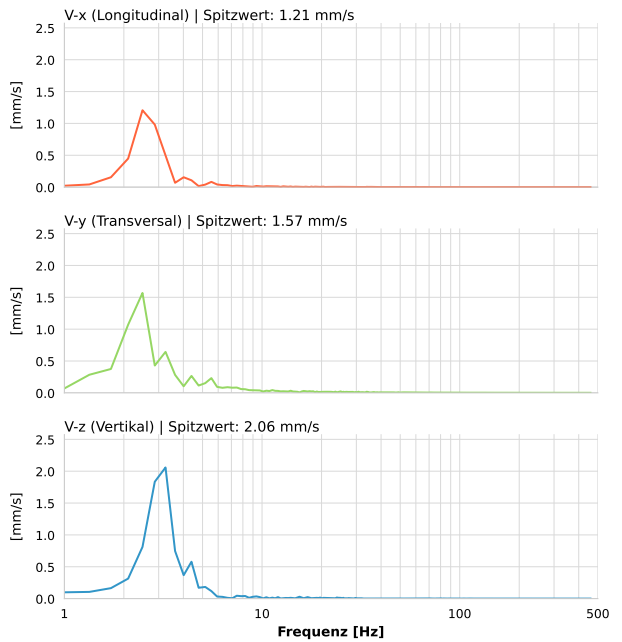 V-x (Longitudinal) | Spitzwert: 1.21 mm/s
2.5
2.0
1.5
1.0
0.5
0.0
[mm/s]
V-y (Transversal) | Spitzwert: 1.57 mm/s
2.5
2.0
1.5
1.0
0.5
0.0
[mm/s]
V-z (Vertikal) | Spitzwert: 2.06 mm/s
2.5
2.0
1.5
1.0
0.5
0.0
[mm/s]
1 10 100 500
Frequenz [Hz]